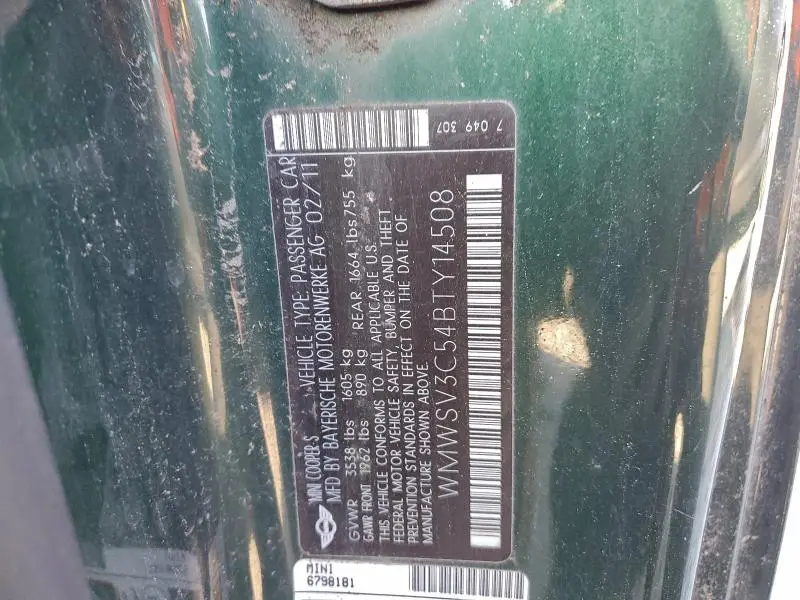 MINI COOPER-S VEHICLE TYPE: PASSENGER CAR
MFD BY BAYERISCHE MOTORENWERKE AG 02/11
GVWR 3538 lbs 1605 kg
GAWR FRONT 1962 lbs 890 kg REAR 1664 lbs 755 kg
THIS VEHICLE CONFORMS TO ALL APPLICABLE U.S.
FEDERAL MOTOR VEHICLE SAFETY, BUMPER AND THEFT
PREVENTION STANDARDS IN EFFECT ON THE DATE OF
MANUFACTURE SHOWN ABOVE.
WMWSV3C54BTY14508
7 049 307
MINI
6798181